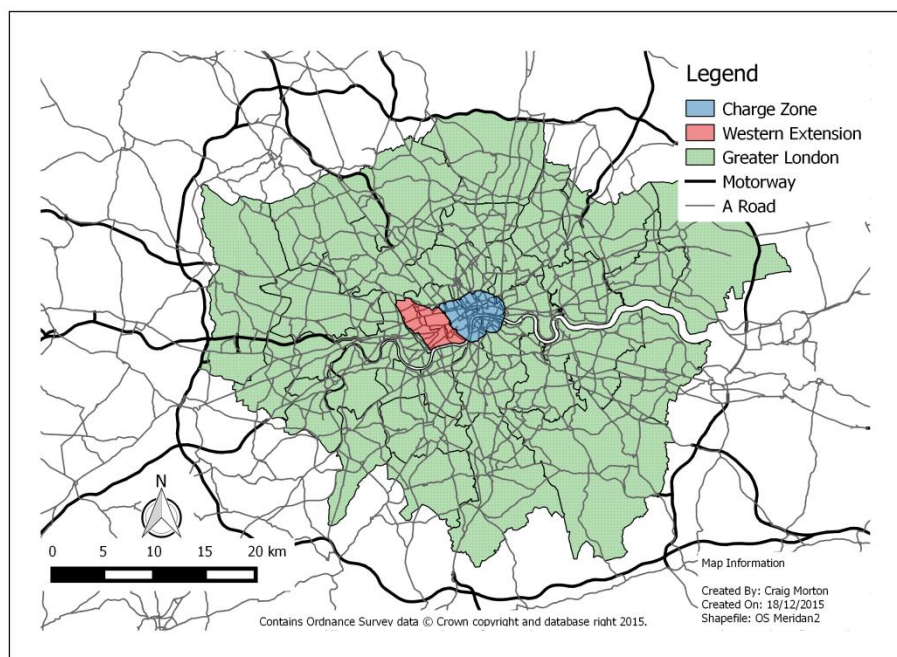 Legend
Charge Zone
Western Extension
Greater London
Motorway
A Road
N
0 5 10 15 20 km
Map Information
Created By: Craig Morton
Created On: 18/12/2015
Shapefile: OS Meridan2
Contains Ordnance Survey data © Crown copyright and database right 2015.